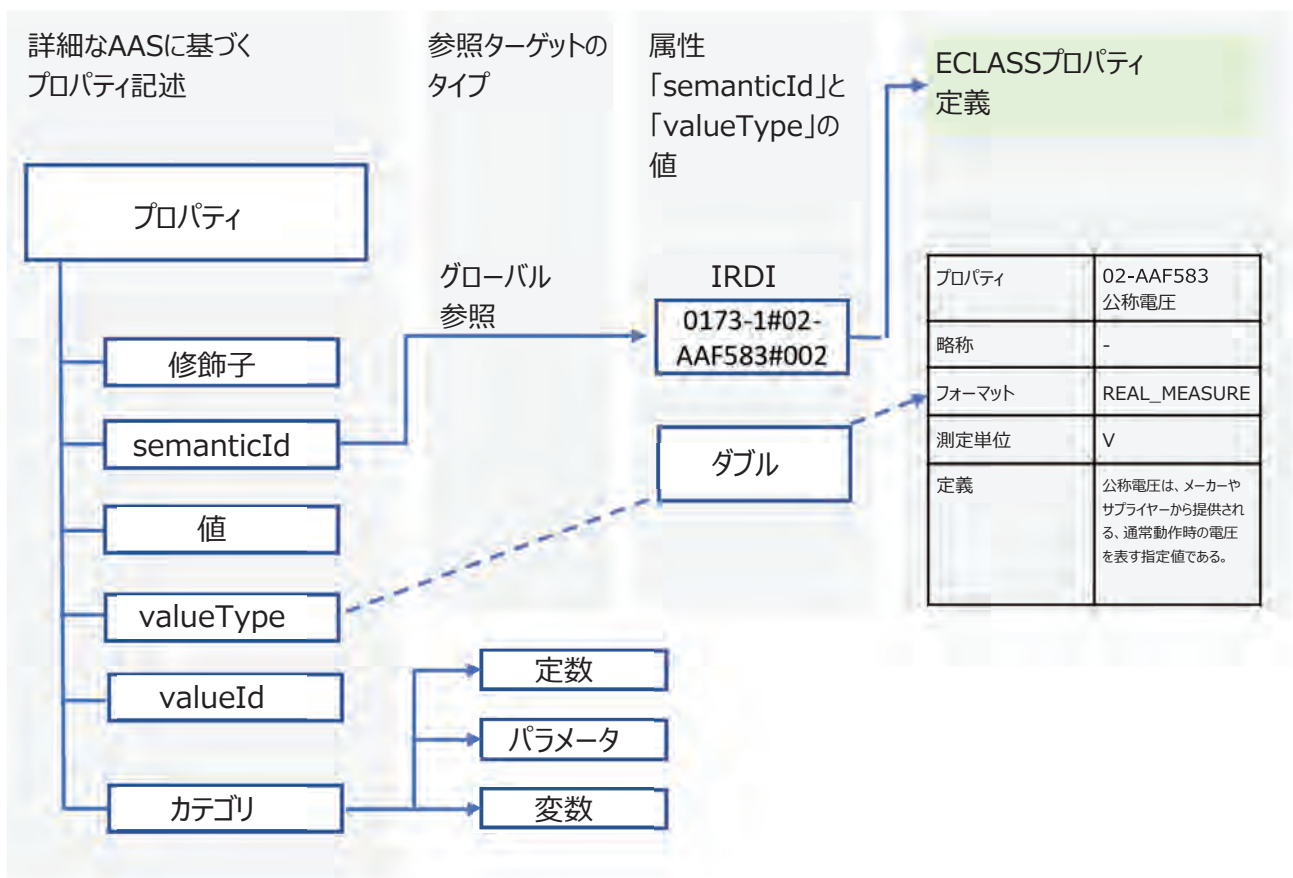 詳細なAASに基づく
プロパティ記述
参照ターゲットの
タイプ
属性
「semanticId」と
「valueType」の
値
ECLASSプロパティ
定義
プロパティ
グローバル
参照
IRDI
0173-1#02-
AAF583#002
修飾子
semanticId
値
valueType
valueId
カテゴリ
ダブル
定数
パラメータ
変数
プロパティ 02-AAF583
公称電圧
略称 -
フォーマット REAL_MEASURE
測定単位 V
定義 公称電圧は、メーカーや
サプライヤーから提供され
る、通常動作時の電圧
を表す指定値である。